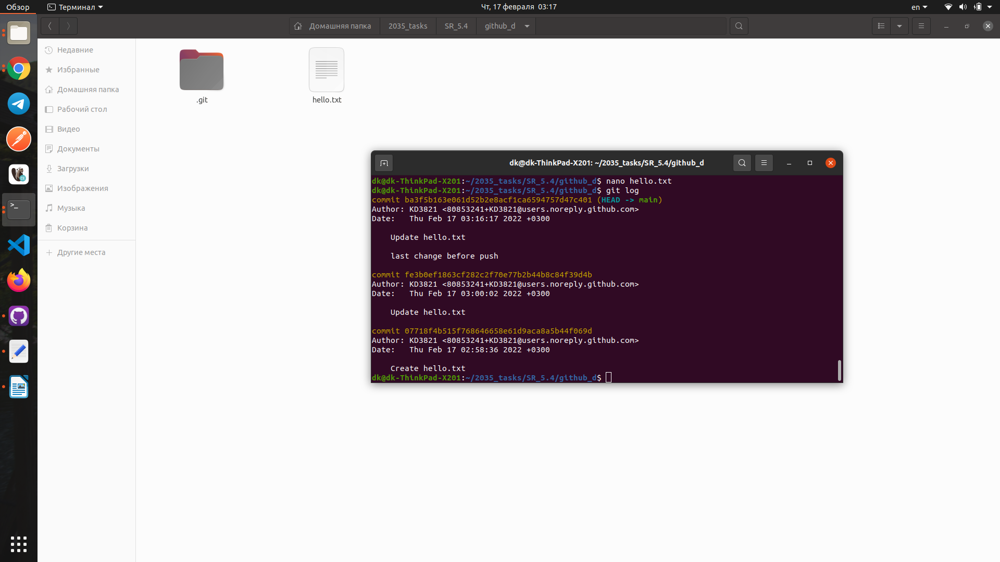 Обзор
Терминал
Чт, 17 февраля 03:17
en
Домашняя папка
2035_tasks
SR_5.4
github_d
Недавние
Избранные
Домашняя папка
Рабочий стол
Видео
Документы
Загрузки
Изображения
Музыка
Корзина
Другие места
.git
hello.txt
dk@dk-ThinkPad-X201: ~/2035_tasks/SR_5.4/github_d
dk@dk-ThinkPad-X201:~/2035_tasks/SR_5.4/github_d$ nano hello.txt
dk@dk-ThinkPad-X201:~/2035_tasks/SR_5.4/github_d$ git log
commit ba3f5b163e061d52b2e8acf1ca6594757d47c401 (HEAD -> main)
Author: KD3821 <80853241+KD3821@users.noreply.github.com>
Date:   Thu Feb 17 03:16:17 2022 +0300
Update hello.txt
last change before push
commit fe3b0ef1863cf282c2f70e77b2b44b8c84f39d4b
Author: KD3821 <80853241+KD3821@users.noreply.github.com>
Date:   Thu Feb 17 03:00:02 2022 +0300
Update hello.txt
commit 07718f4b515f768646658e61d9aca8a5b44f069d
Author: KD3821 <80853241+KD3821@users.noreply.github.com>
Date:   Thu Feb 17 02:58:36 2022 +0300
Create hello.txt
dk@dk-ThinkPad-X201:~/2035_tasks/SR_5.4/github_d$